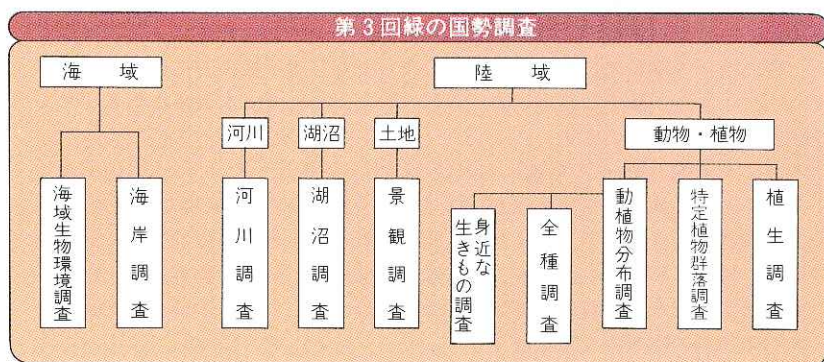 第3回緑の国勢調査
海域
陸域
河川
湖沼
土地
動物・植物
海域生物環境調査
海岸調査
河川調査
湖沼調査
景観調査
身近な
生きもの調査
全種調査
動植物分布調査
特定植物群落調査
植生調査